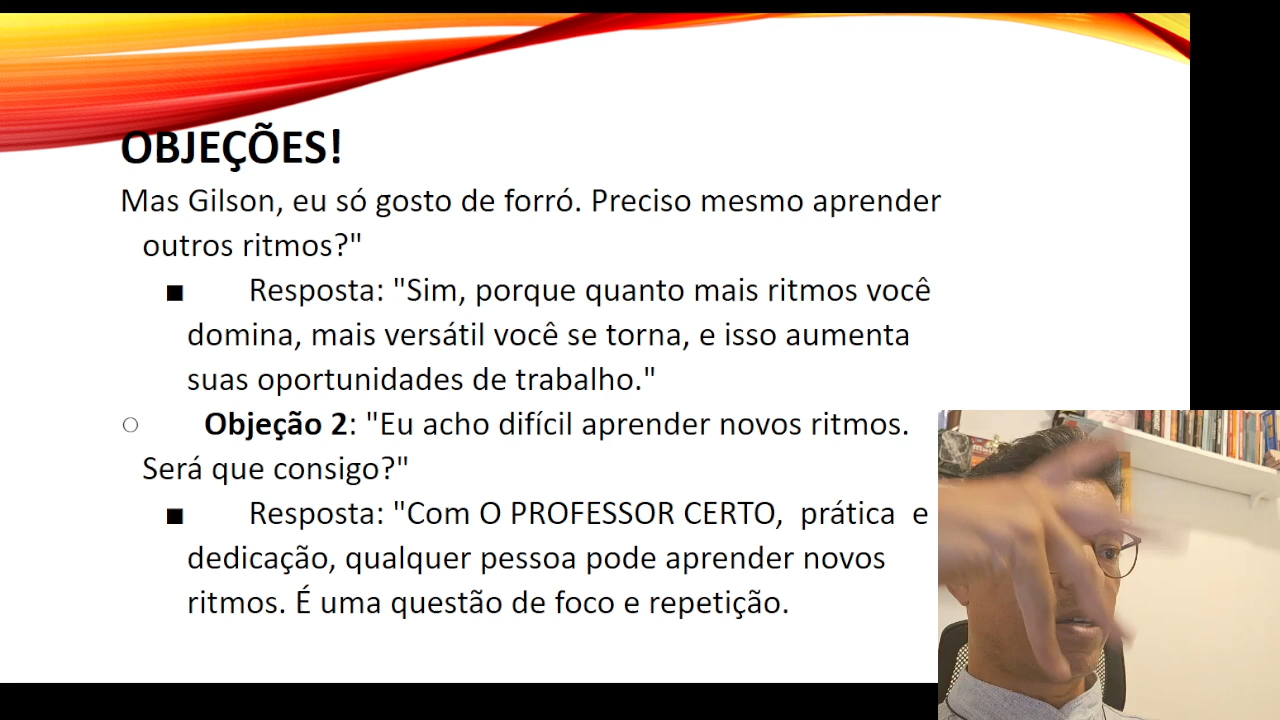 OBJEÇÕES!
Mas Gilson, eu só gosto de forró. Preciso mesmo aprender
outros ritmos?"
■ Resposta: "Sim, porque quanto mais ritmos você
domina, mais versátil você se torna, e isso aumenta
suas oportunidades de trabalho."
○ Objeção 2: "Eu acho difícil aprender novos ritmos.
Será que consigo?"
■ Resposta: "Com O PROFESSOR CERTO, prática e
dedicação, qualquer pessoa pode aprender novos
ritmos. É uma questão de foco e repetição.